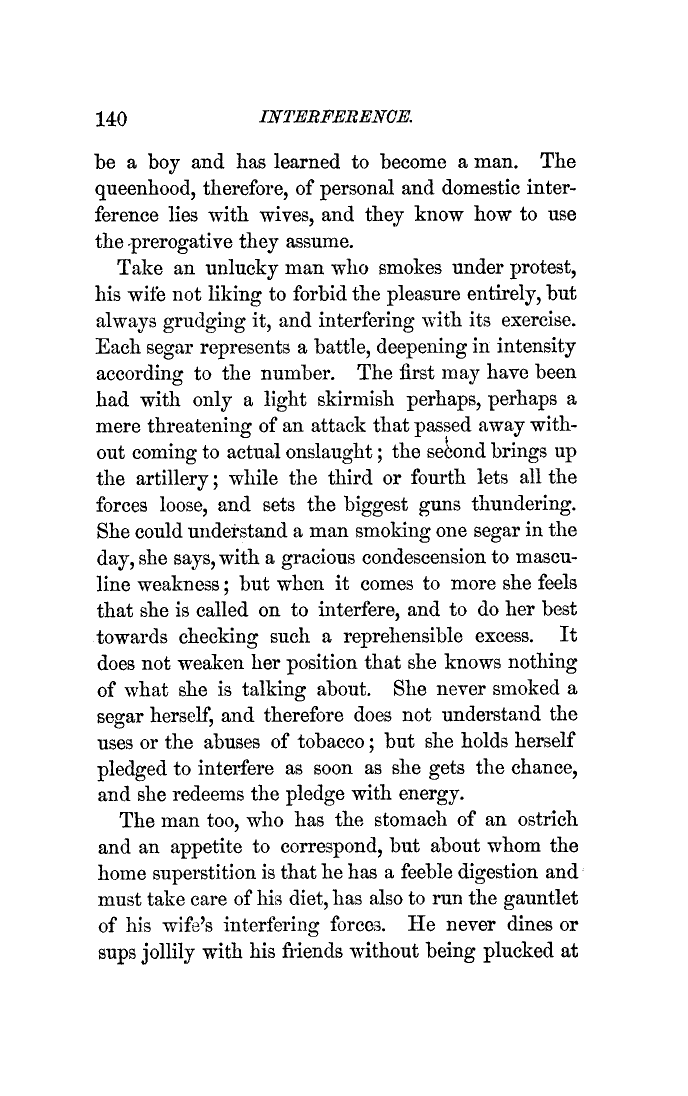 140 INTERFERENCE.
be a boy and has learned to become a man. The
queenhood, therefore, of personal and domestic inter-
ference lies with wives, and they know how to use
the prerogative they assume.
Take an unlucky man who smokes under protest,
his wife not liking to forbid the pleasure entirely, but
always grudging it, and interfering with its exercise.
Each segar represents a battle, deepening in intensity
according to the number. The first may have been
had with only a light skirmish perhaps, perhaps a
mere threatening of an attack that passed away with-
out coming to actual onslaught; the second brings up
the artillery; while the third or fourth lets all the
forces loose, and sets the biggest guns thundering.
She could understand a man smoking one segar in the
day, she says, with a gracious condescension to mascu-
line weakness; but when it comes to more she feels
that she is called on to interfere, and to do her best
towards checking such a reprehensible excess. It
does not weaken her position that she knows nothing
of what she is talking about. She never smoked a
segar herself, and therefore does not understand the
uses or the abuses of tobacco; but she holds herself
pledged to interfere as soon as she gets the chance,
and she redeems the pledge with energy.
The man too, who has the stomach of an ostrich
and an appetite to correspond, but about whom the
home superstition is that he has a feeble digestion and
must take care of his diet, has also to run the gauntlet
of his wife's interfering forces. He never dines or
sups jollily with his friends without being plucked at